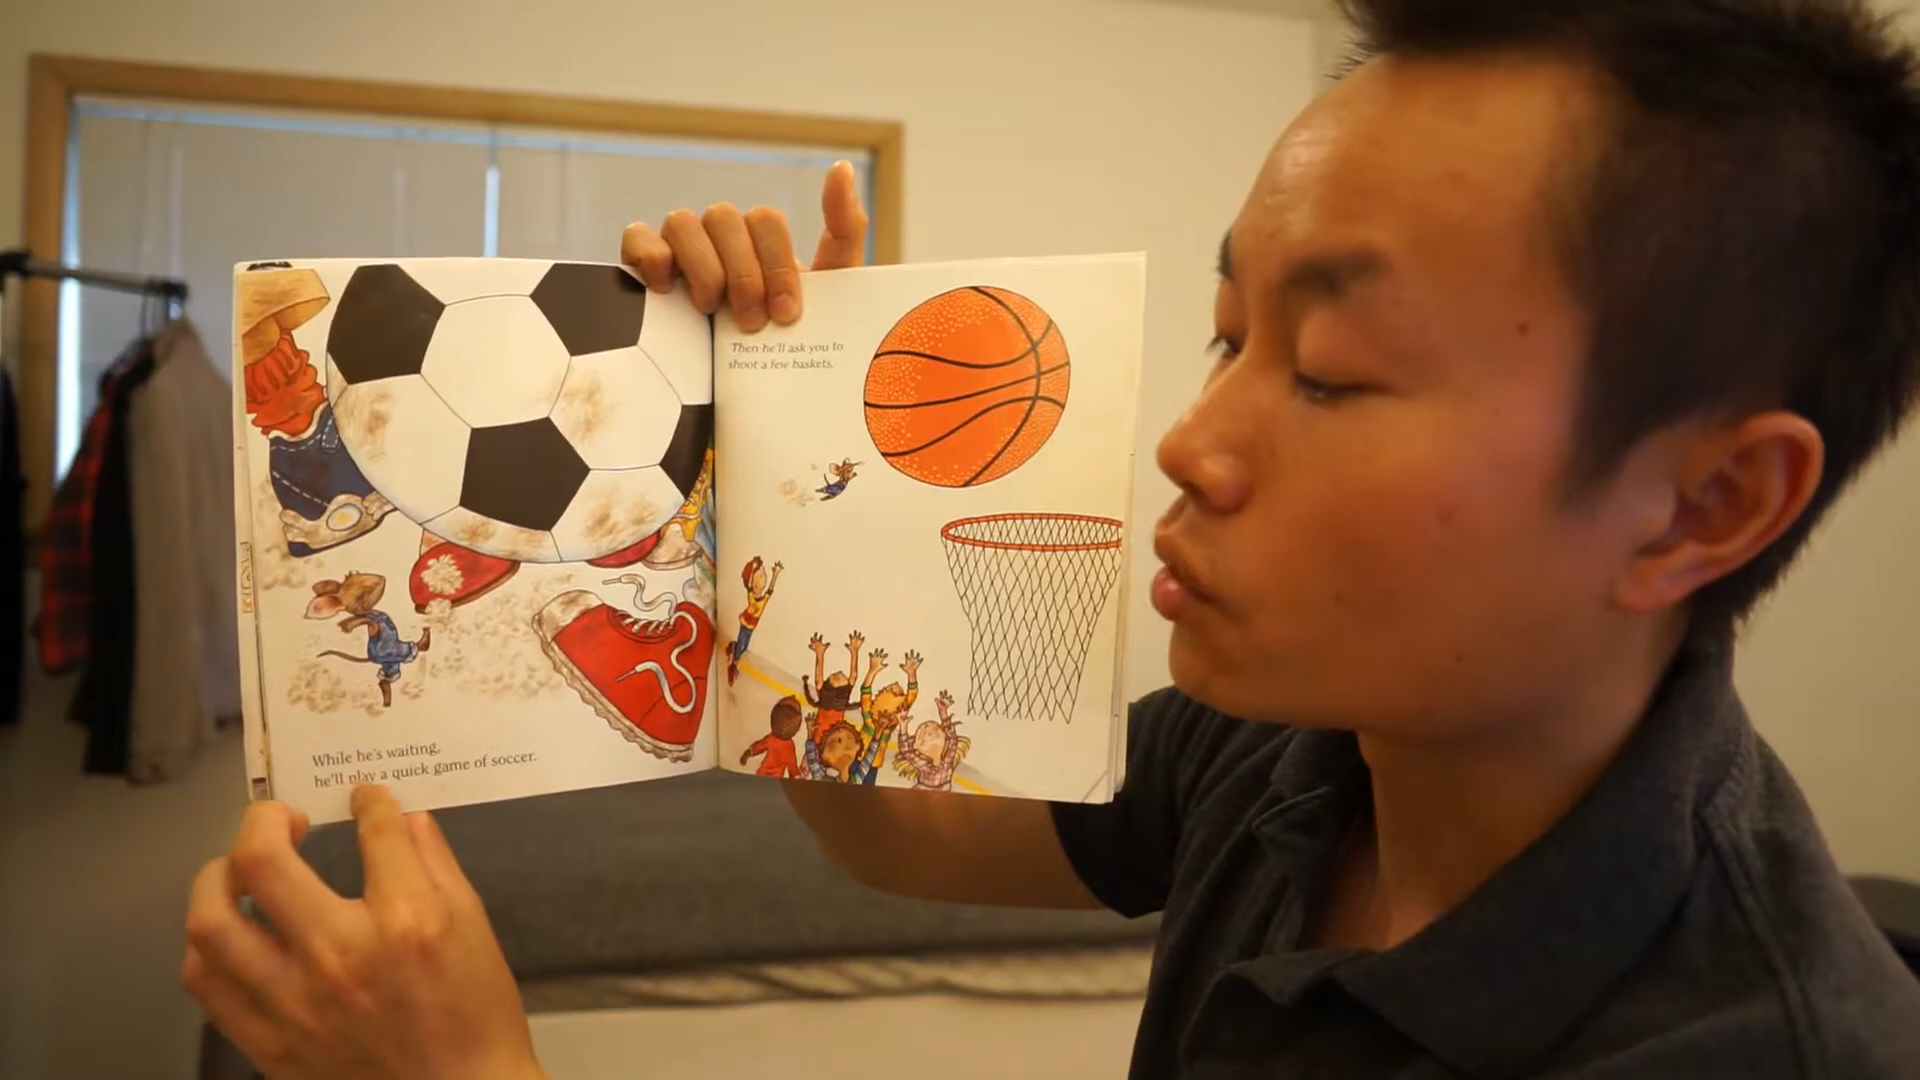 While he's waiting,
he'll play a quick game of soccer.
Then he'll ask you to
shoot a few baskets.